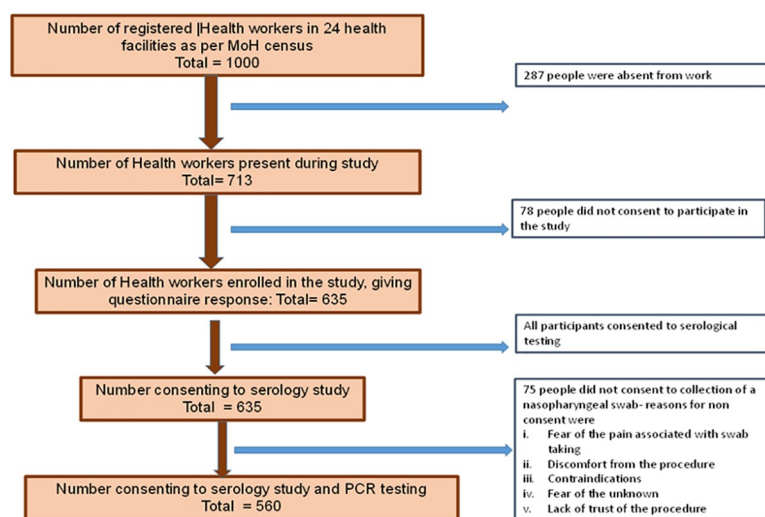 Number of registered |Health workers in 24 health
facilities as per MoH census
Total = 1000
287 people were absent from work
Number of Health workers present during study
Total= 713
78 people did not consent to participate in
the study
Number of Health workers enrolled in the study, giving
questionnaire response: Total= 635
All participants consented to serological
testing
Number consenting to serology study
Total = 635
75 people did not consent to collection of a
nasopharyngeal swab- reasons for non
consent were
i. Fear of the pain associated with swab
taking
ii. Discomfort from the procedure
iii. Contraindications
iv. Fear of the unknown
v. Lack of trust of the procedure
Number consenting to serology study and PCR testing
Total = 560